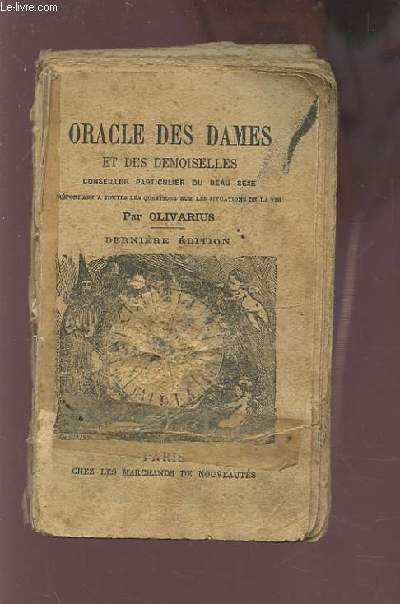 Le-livre.com
ORACLE DES DAMES
ET DES DEMOISELLES
CONSEILLER PARTICULIER DU BEAU SEXE
RÉPONDANT A TOUTES LES QUESTIONS SUR LES SITUATIONS DE LA VIE
Par OLIVARIUS
DERNIÈRE ÉDITION
PARIS
CHEZ LES MARCHANDS DE NOUVEAUTÉS